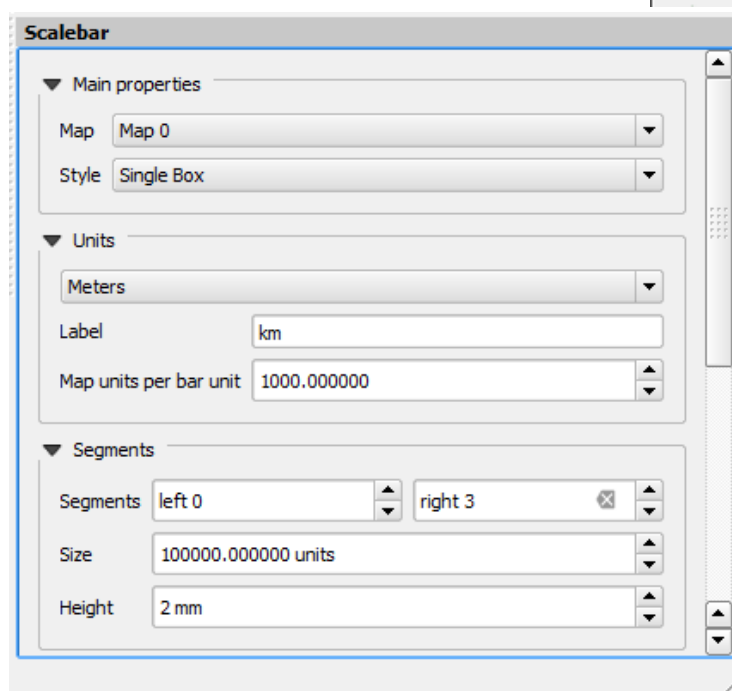 Scalebar
Main properties
Map Map 0
Style Single Box
Units
Meters
Label km
Map units per bar unit 1000.000000
Segments
Segments left 0 right 3
Size 100000.000000 units
Height 2 mm